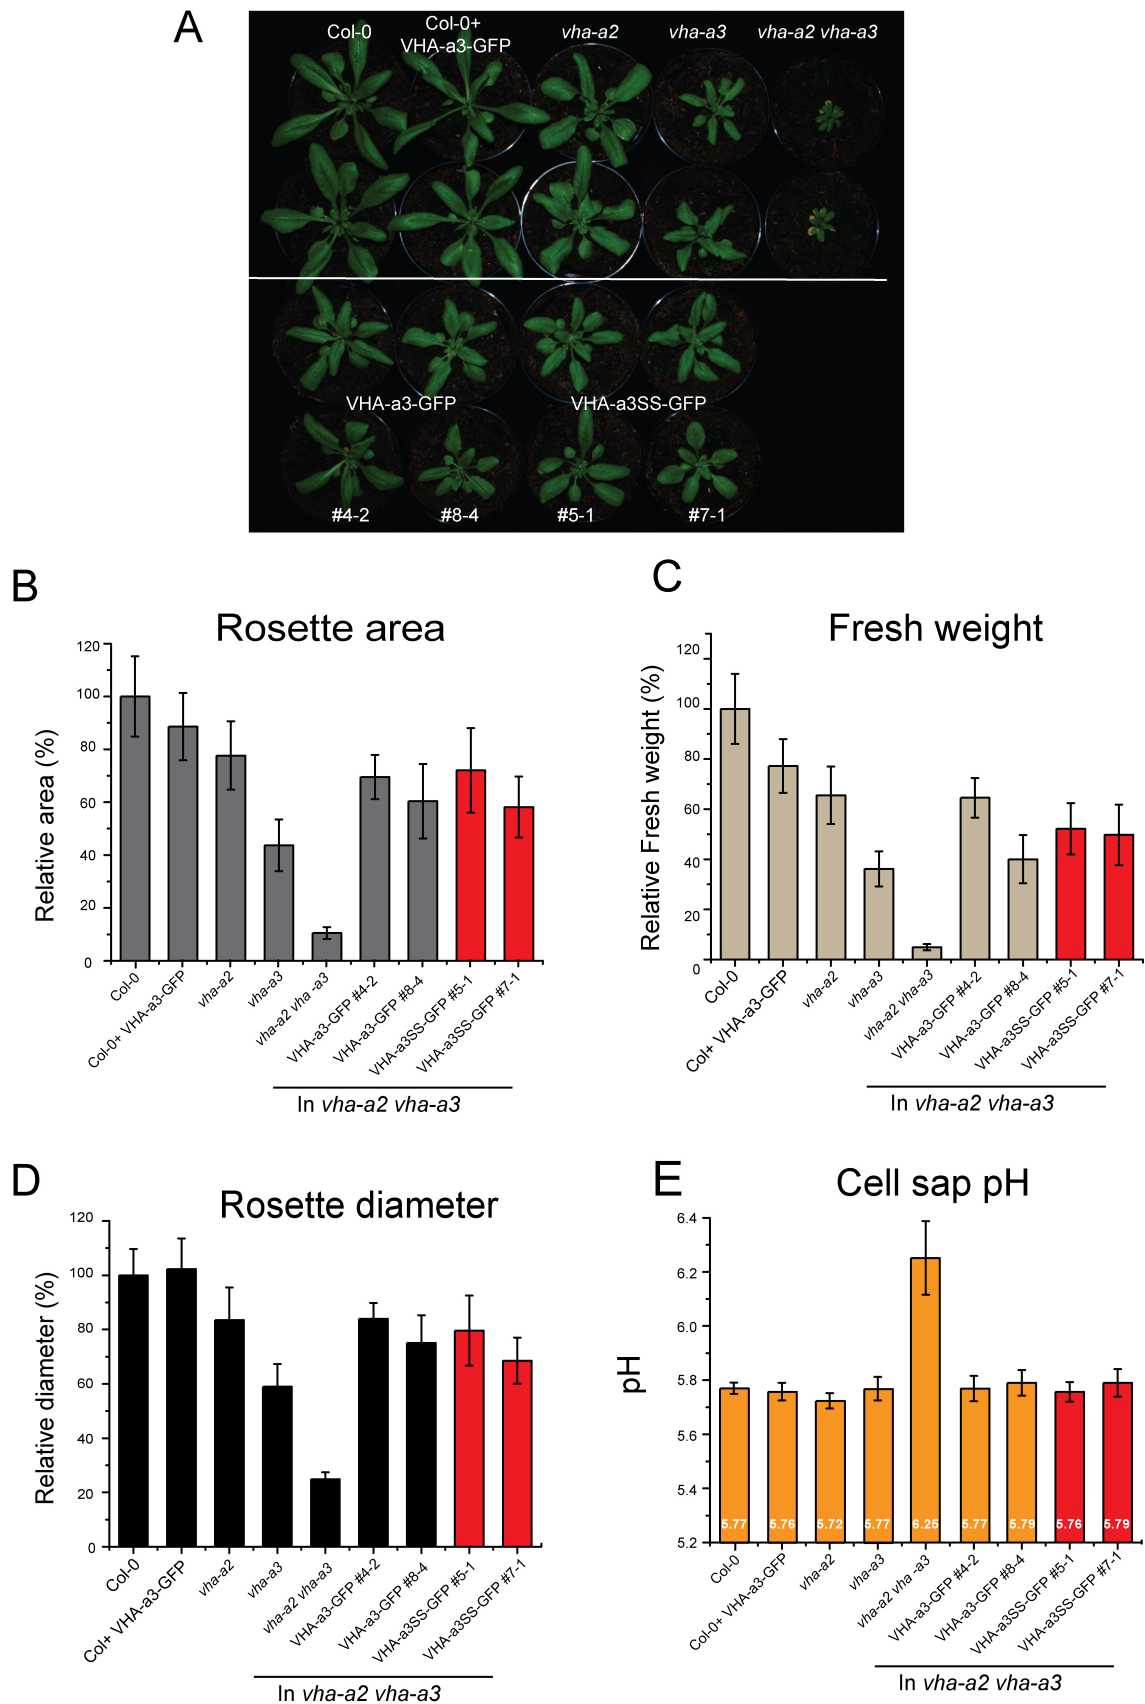 A
Col-0
Col-0+
VHA-a3-GFP
vha-a2
vha-a3
vha-a2 vha-a3
VHA-a3-GFP
VHA-a3SS-GFP
#4-2
#8-4
#5-1
#7-1
B
Rosette area
Relative area (%)
120
100
80
60
40
20
0
Col-0
Col-0+ VHA-a3-GFP
vha-a2
vha-a3
vha-a2 vha -a3
VHA-a3-GFP #4-2
VHA-a3-GFP #8-4
VHA-a3SS-GFP #5-1
VHA-a3SS-GFP #7-1
In vha-a2 vha-a3
C
Fresh weight
Relative Fresh weight (%)
120
100
80
60
40
20
0
Col-0
Col+ VHA-a3-GFP
vha-a2
vha-a3
vha-a2 vha-a3
VHA-a3-GFP #4-2
VHA-a3-GFP #8-4
VHA-a3SS-GFP #5-1
VHA-a3SS-GFP #7-1
In vha-a2 vha-a3
D
Rosette diameter
Relative diameter (%)
120
100
80
60
40
20
0
Col-0
Col+ VHA-a3-GFP
vha-a2
vha-a3
vha-a2 vha-a3
VHA-a3-GFP #4-2
VHA-a3-GFP #8-4
VHA-a3SS-GFP #5-1
VHA-a3SS-GFP #7-1
In vha-a2 vha-a3
E
Cell sap pH
pH
6.4
6.2
6.0
5.8
5.6
5.4
5.2
5.77
5.76
5.72
5.77
6.25
5.77
5.79
5.76
5.79
Col-0
Col-0+ VHA-a3-GFP
vha-a2
vha-a3
vha-a2 vha -a3
VHA-a3-GFP #4-2
VHA-a3-GFP #8-4
VHA-a3SS-GFP #5-1
VHA-a3SS-GFP #7-1
In vha-a2 vha-a3